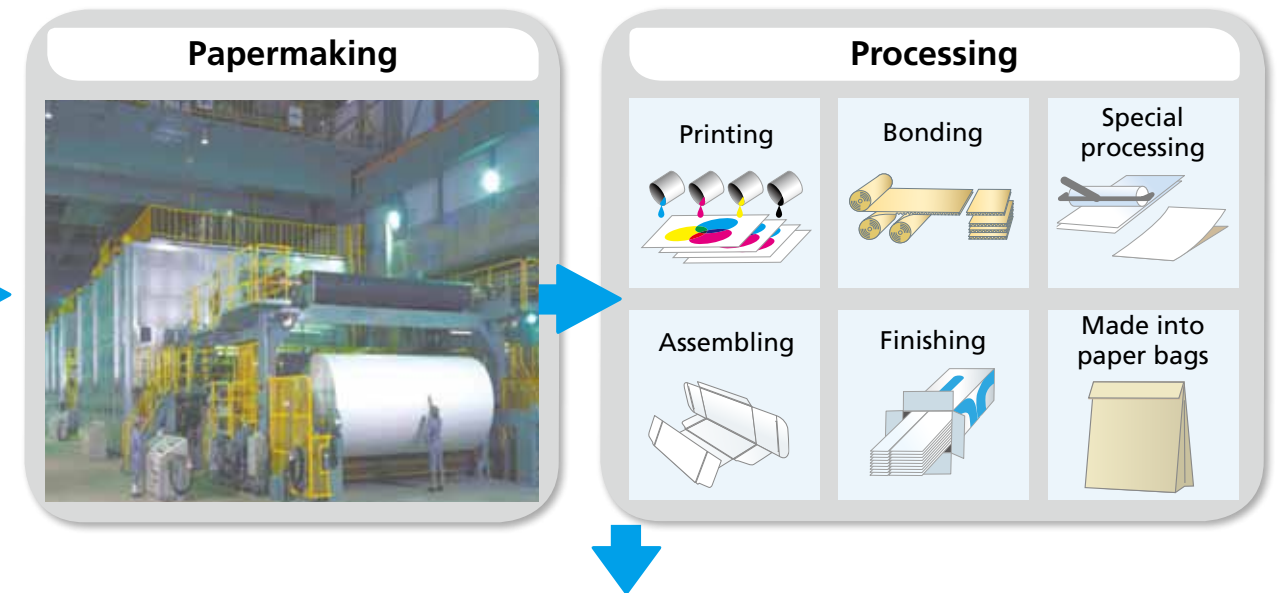 Papermaking
Processing
Printing
Bonding
Special
processing
Assembling
Finishing
Made into
paper bags